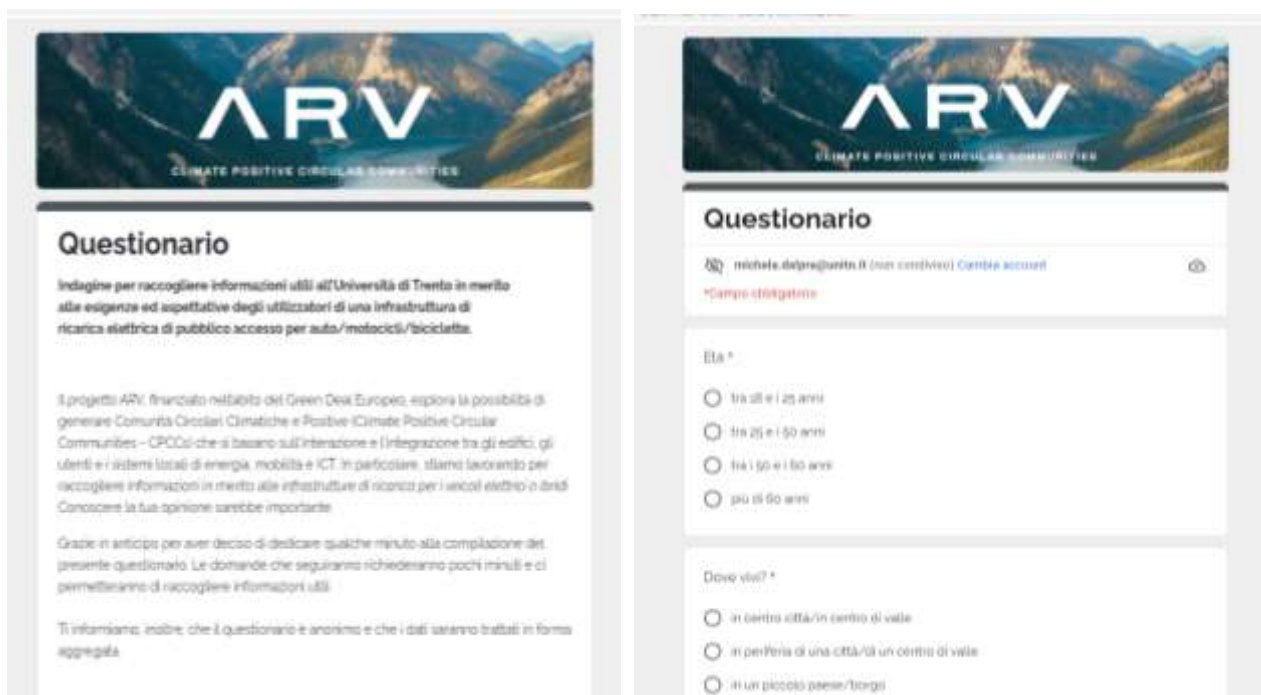 ARV
CLIMATE POSITIVE CIRCULAR COMMUNITIES
Questionario
Indagine per raccogliere informazioni utili all'Università di Trento in merito
alle esigenze ed aspettative degli utilizzatori di una infrastruttura di
ricarica elettrica di pubblico accesso per auto/motocicli/biciclette.
Il progetto ARV, finanziato nell'abito del Green Deal Europeo, esplora la possibilità di
generare Comunità Circolari Climatiche e Positive (Climate Positive Circular
Communities - CPCCs) che si basano sull'interazione e l'integrazione tra gli edifici, gli
utenti e i sistemi locali di energia, mobilità e ICT. In particolare, stiamo lavorando per
raccogliere informazioni in merito alle infrastrutture di ricarica per i veicoli elettrici o ibridi.
Conoscere la tua opinione sarebbe importante.
Grazie in anticipo per aver deciso di dedicare qualche minuto alla compilazione del
presente questionario. Le domande che seguiranno richiederanno pochi minuti e ci
permetteranno di raccogliere informazioni utili.
Ti informiamo, inoltre, che il questionario è anonimo e che i dati saranno trattati in forma
aggregata.
ARV
CLIMATE POSITIVE CIRCULAR COMMUNITIES
Questionario
michela.dalpra@unitn.it (non condiviso) Cambia account
*Campo obbligatorio
Età *
tra 18 e i 25 anni
tra 25 e i 50 anni
tra i 50 e i 60 anni
più di 60 anni
Dove vivi? *
in centro città/in centro di valle
in periferia di una città/di un centro di valle
in un piccolo paese/borgo